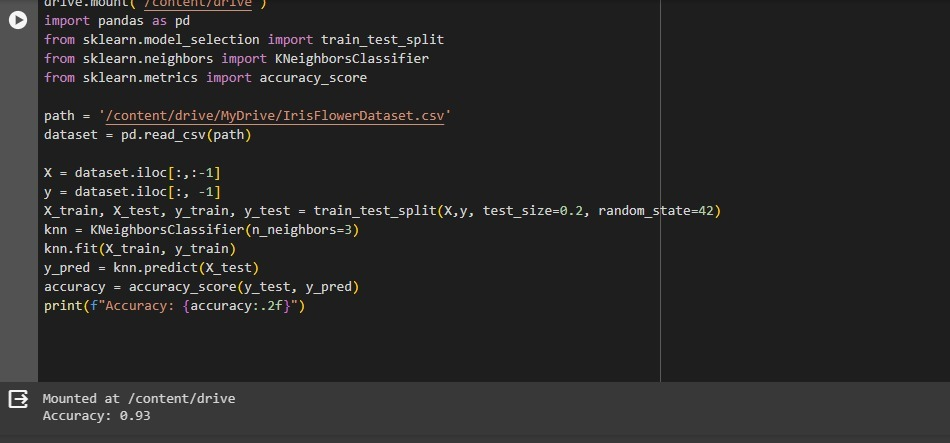 drive.mount('/content/drive')
import pandas as pd
from sklearn.model_selection import train_test_split
from sklearn.neighbors import KNeighborsClassifier
from sklearn.metrics import accuracy_score
path = '/content/drive/MyDrive/IrisFlowerDataset.csv'
dataset = pd.read_csv(path)
X = dataset.iloc[:,:-1]
y = dataset.iloc[:, -1]
X_train, X_test, y_train, y_test = train_test_split(X,y, test_size=0.2, random_state=42)
knn = KNeighborsClassifier(n_neighbors=3)
knn.fit(X_train, y_train)
y_pred = knn.predict(X_test)
accuracy = accuracy_score(y_test, y_pred)
print(f"Accuracy: {accuracy:.2f}")
Mounted at /content/drive
Accuracy: 0.93